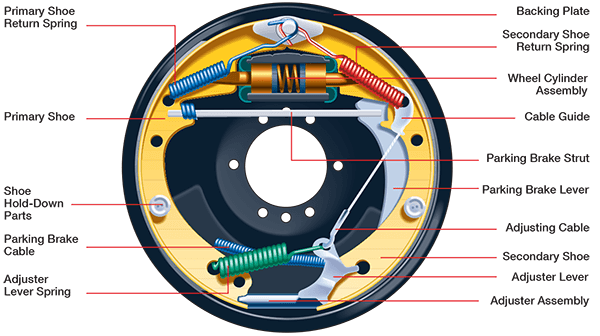 Primary Shoe
Return Spring
Primary Shoe
Shoe
Hold-Down
Parts
Parking Brake
Cable
Adjuster
Lever Spring
Backing Plate
Secondary Shoe
Return Spring
Wheel Cylinder
Assembly
Cable Guide
Parking Brake Strut
Parking Brake Lever
Adjusting Cable
Secondary Shoe
Adjuster Lever
Adjuster Assembly